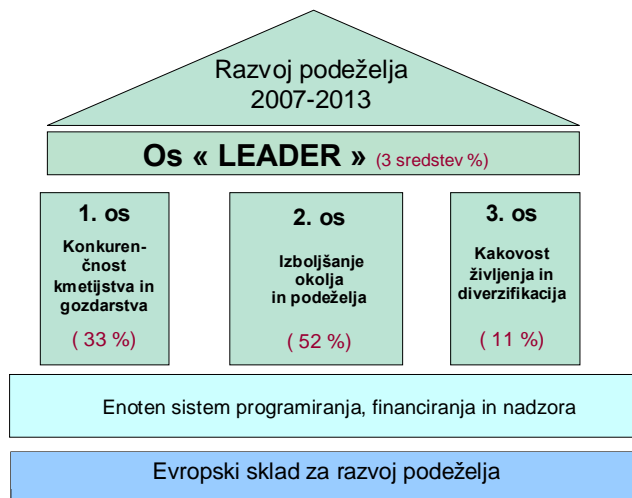 Razvoj podeželja
2007-2013
Os « LEADER » (3 sredstev %)
1. os
Konkuren-
čnost
kmetijstva in
gozdarstva
( 33 %)
2. os
Izboljšanje
okolja
in podeželja
( 52 %)
3. os
Kakovost
življenja in
diverzifikacija
( 11 %)
Enoten sistem programiranja, financiranja in nadzora
Evropski sklad za razvoj podeželja